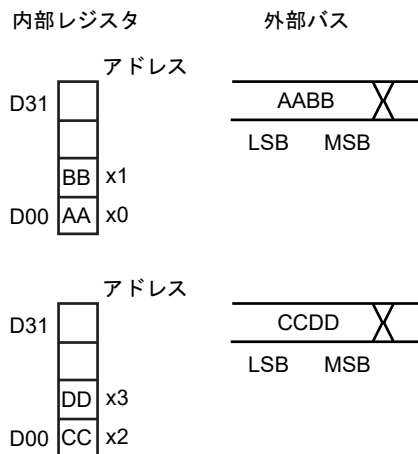 内部レジスタ 外部バス
アドレス
D31 AABB
LSB MSB
BB x1
D00 AA x0
アドレス
D31 CCDD
LSB MSB
DD x3
D00 CC x2